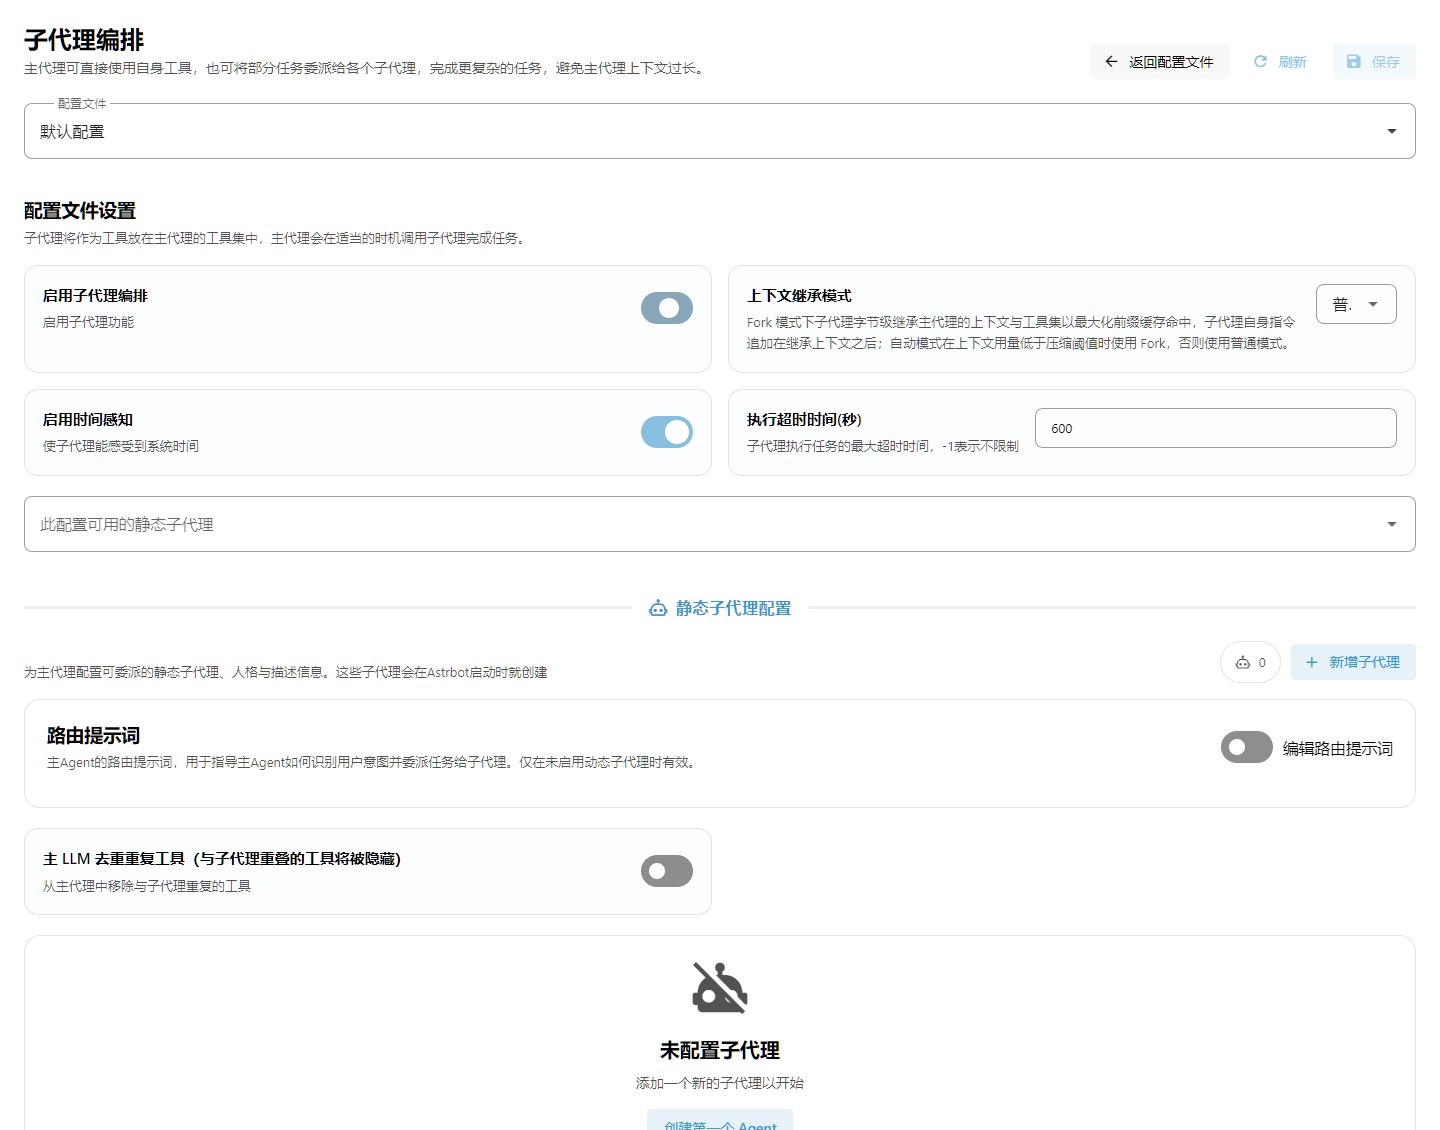 子代理编排
主代理可直接使用自身工具，也可将部分任务委派给各个子代理，完成更复杂的任务，避免主代理上下文过长。
返回配置文件
刷新
保存
配置文件
默认配置
配置文件设置
子代理将作为工具放在主代理的工具集中，主代理会在适当的时机调用子代理完成任务。
启用子代理编排
启用子代理功能
上下文继承模式
Fork 模式下子代理字节级继承主代理的上下文与工具集以最大化前缀缓存命中，子代理自身指令
追加在继承上下文之后；自动模式在上下文用量低于压缩阈值时使用 Fork，否则使用普通模式。
普.
启用时间感知
使子代理能感受到系统时间
执行超时时间(秒)
子代理执行任务的最大超时时间，-1表示不限制
600
此配置可用的静态子代理
静态子代理配置
为主代理配置可委派的静态子代理、人格与描述信息。这些子代理会在Astrbot启动时就创建
0
新增子代理
路由提示词
主Agent的路由提示词，用于指导主Agent如何识别用户意图并委派任务给子代理。仅在未启用动态子代理时有效。
编辑路由提示词
主 LLM 去重重复工具（与子代理重叠的工具将被隐藏）
从主代理中移除与子代理重复的工具
未配置子代理
添加一个新的子代理以开始
创建第一个 Agent